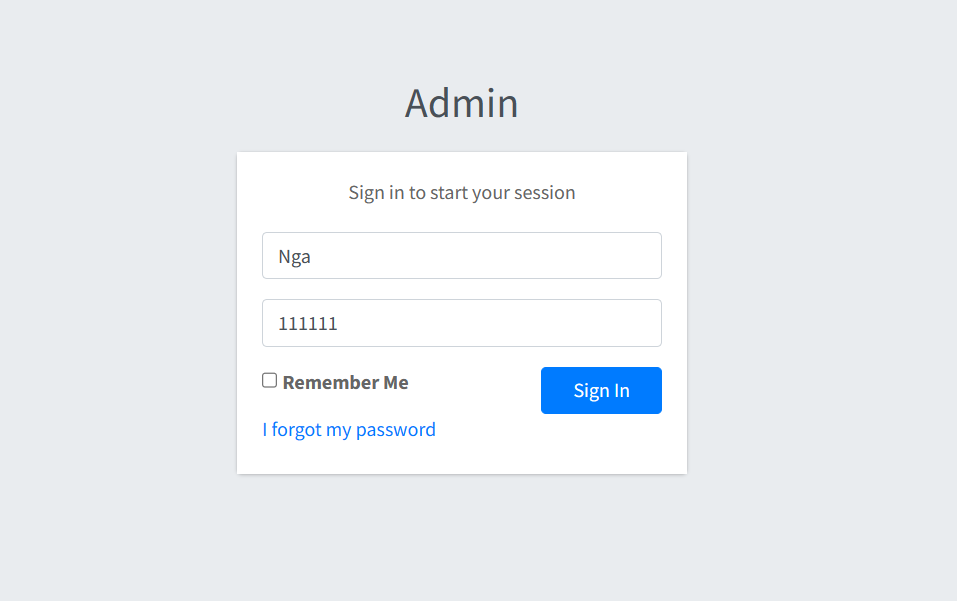 Admin
Sign in to start your session
Nga
111111
Remember Me
Sign In
I forgot my password